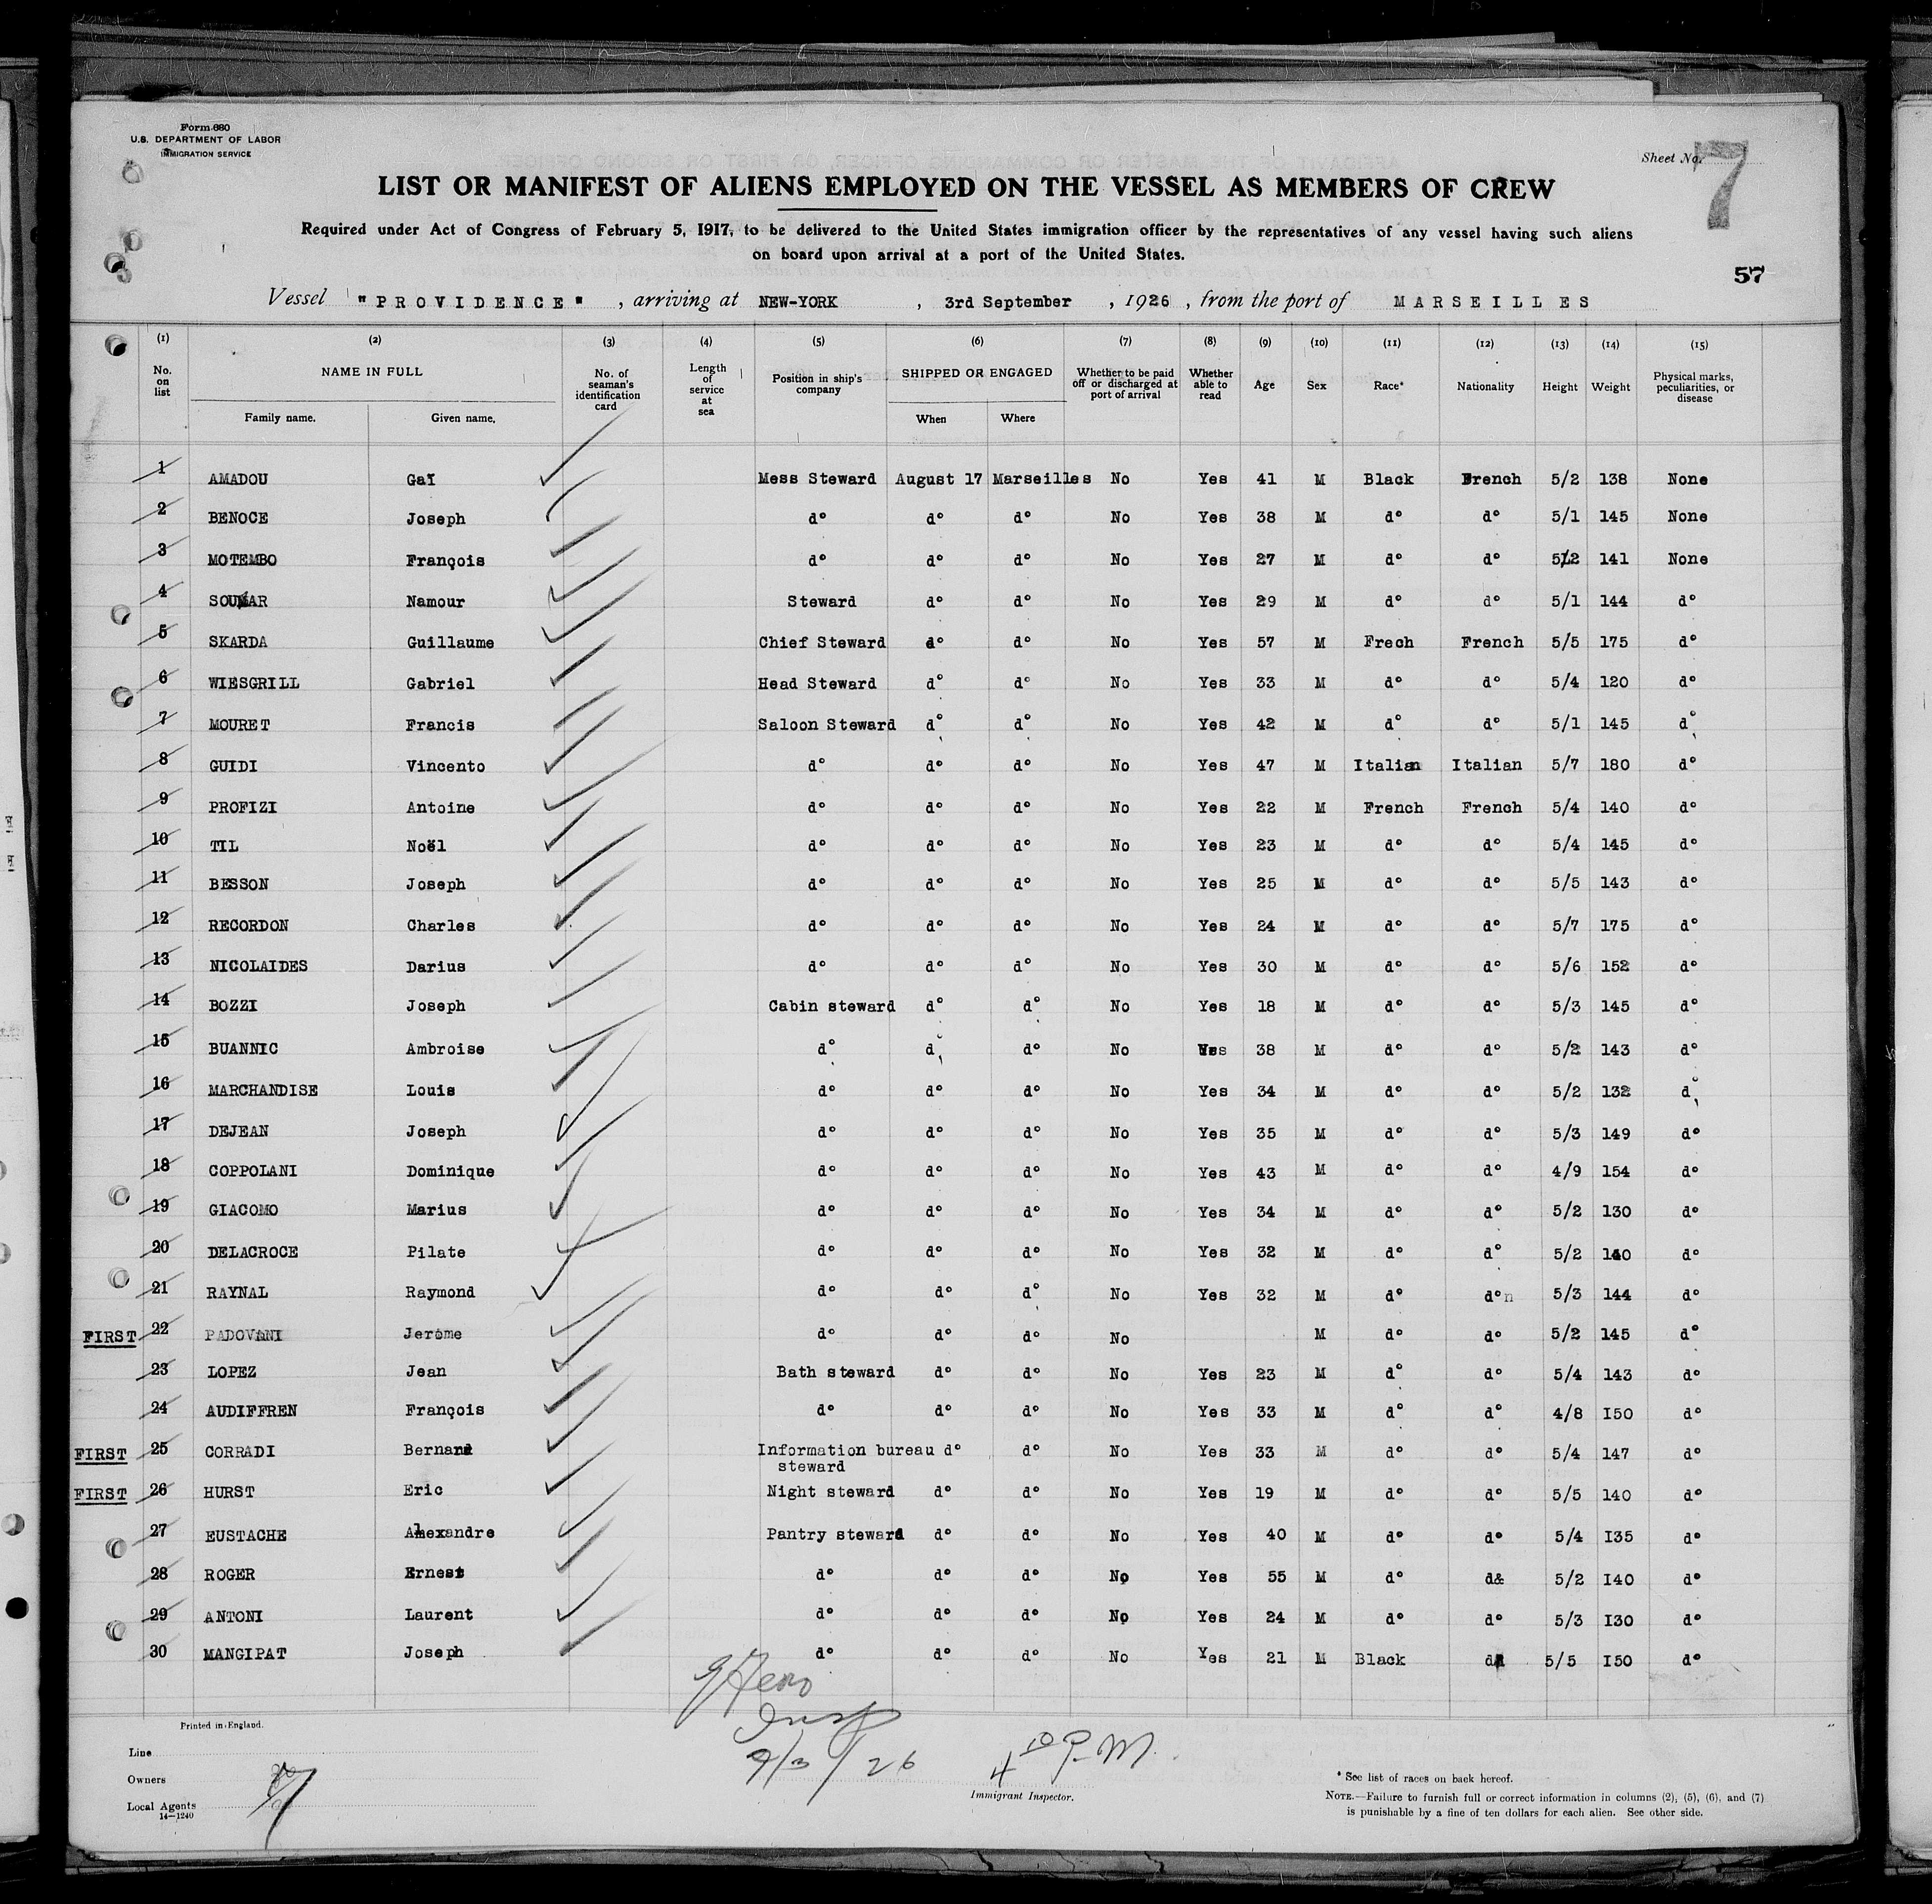 Form 680
U.S. DEPARTMENT OF LABOR
IMMIGRATION SERVICE
Sheet No. 7
LIST OR MANIFEST OF ALIENS EMPLOYED ON THE VESSEL AS MEMBERS OF CREW
Required under Act of Congress of February 5, 1917, to be delivered to the United States immigration officer by the representatives of any vessel having such aliens
on board upon arrival at a port of the United States.
57
Vessel "PROVIDENCE", arriving at NEW-YORK, 3rd September, 1926, from the port of MARSEILLES
(1) (2) (3) (4) (5) (6) (7) (8) (9) (10) (11) (12) (13) (14) (15)
No. on list NAME IN FULL Family name. Given name. No. of seaman's identification card Length of service at sea Position in ship's company SHIPPED OR ENGAGED When Where Whether to be paid off or discharged at port of arrival Whether able to read Age Sex Race* Nationality Height Weight Physical marks, peculiarities, or disease
1 AMADOU Gaï Mess Steward August 17 Marseilles No Yes 41 M Black French 5/2 138 None
2 BENOCE Joseph d° d° d° No Yes 38 M d° d° 5/1 145 None
3 MOTEMBO François d° d° d° No Yes 27 M d° d° 5/2 141 None
4 SOUMAR Namour Steward d° d° No Yes 29 M d° d° 5/1 144 d°
5 SKARDA Guillaume Chief Steward d° d° No Yes 57 M Frech French 5/5 175 d°
6 WIESGRILL Gabriel Head Steward d° d° No Yes 33 M d° d° 5/4 120 d°
7 MOURET Francis Saloon Steward d° d° No Yes 42 M d° d° 5/1 145 d°
8 GUIDI Vincento d° d° d° No Yes 47 M Italian Italian 5/7 180 d°
9 PROFIZI Antoine d° d° d° No Yes 22 M French French 5/4 140 d°
10 TIL Noël d° d° d° No Yes 23 M d° d° 5/4 145 d°
11 BESSON Joseph d° d° d° No Yes 25 M d° d° 5/5 143 d°
12 RECORDON Charles d° d° d° No Yes 24 M d° d° 5/7 175 d°
13 NICOLAIDES Darius d° d° d° No Yes 30 M d° d° 5/6 152 d°
14 BOZZI Joseph Cabin steward d° d° No Yes 18 M d° d° 5/3 145 d°
15 BUANNIC Ambroise d° d° d° No Yes 38 M d° d° 5/2 143 d°
16 MARCHANDISE Louis d° d° d° No Yes 34 M d° d° 5/2 132 d°
17 DEJEAN Joseph d° d° d° No Yes 35 M d° d° 5/3 149 d°
18 COPPOLANI Dominique d° d° d° No Yes 43 M d° d° 4/9 154 d°
19 GIACOMO Marius d° d° d° No Yes 34 M d° d° 5/2 130 d°
20 DELACROCE Pilate d° d° d° No Yes 32 M d° d° 5/2 140 d°
21 RAYNAL Raymond d° d° d° No Yes 32 M d° d°n 5/3 144 d°
FIRST 22 PADOVANI Jerome d° d° d° No M d° d° 5/2 145 d°
23 LOPEZ Jean Bath steward d° d° No Yes 23 M d° d° 5/4 143 d°
24 AUDIFFREN François d° d° d° No Yes 33 M d° d° 4/8 I50 d°
FIRST 25 CORRADI Bernard Information bureau d° d° No Yes 33 M d° d° 5/4 147 d°
steward
FIRST 26 HURST Eric Night steward d° d° No Yes 19 M d° d° 5/5 140 d°
27 EUSTACHE Alexandre Pantry steward d° d° No Yes 40 M d° d° 5/4 I35 d°
28 ROGER Ernest d° d° d° No Yes 55 M d° d& 5/2 I40 d°
29 ANTONI Laurent d° d° d° No Yes 24 M d° d° 5/3 I30 d°
30 MANGIPAT Joseph d° d° d° No Yes 21 M Black 5/5 I50 d°
Insp
9/3/26 4 10 P.M.
Printed in England.
Line
Owners
Local Agents
14—1240
Immigrant Inspector.
* See list of races on back hereof.
NOTE.—Failure to furnish full or correct information in columns (2), (5), (6), and (7)
is punishable by a fine of ten dollars for each alien. See other side.